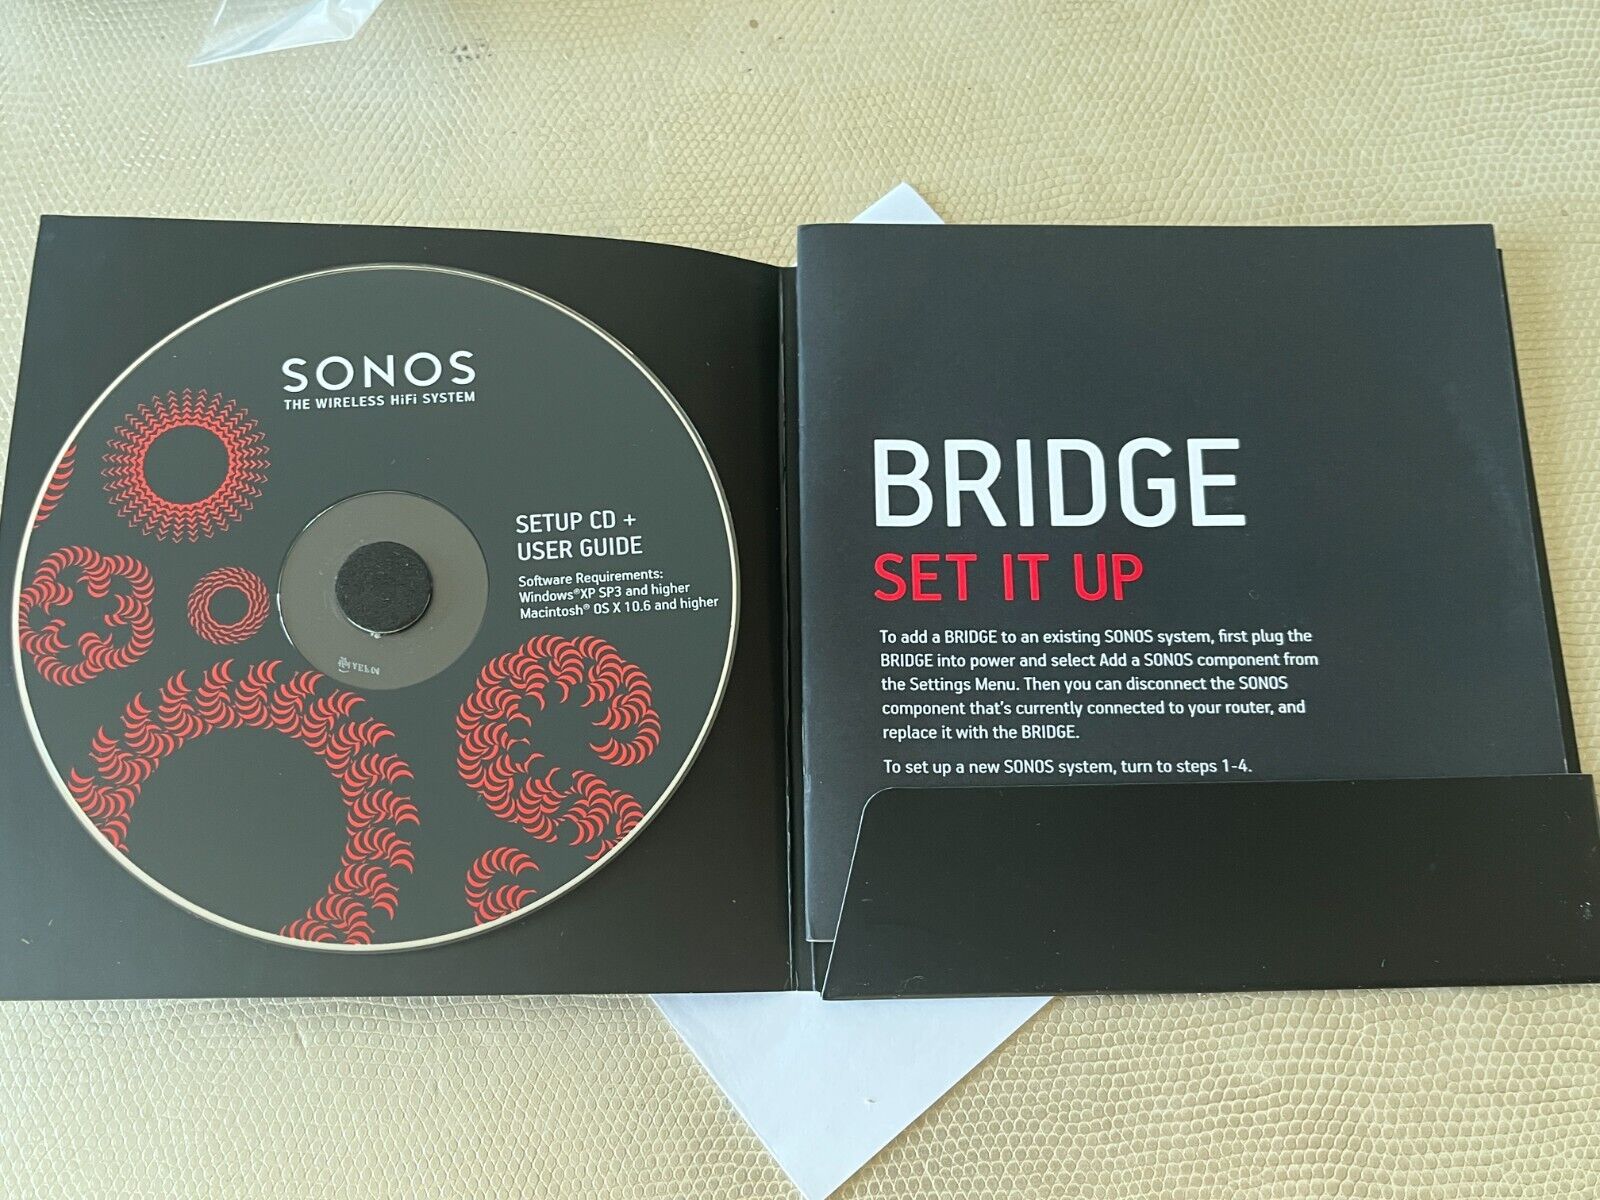 SONOS
THE WIRELESS HiFi SYSTEM
SETUP CD +
USER GUIDE
Software Requirements:
Windows®XP SP3 and higher
Macintosh® OS X 10.6 and higher
BRIDGE
SET IT UP
To add a BRIDGE to an existing SONOS system, first plug the
BRIDGE into power and select Add a SONOS component from
the Settings Menu. Then you can disconnect the SONOS
component that's currently connected to your router, and
replace it with the BRIDGE.
To set up a new SONOS system, turn to steps 1-4.